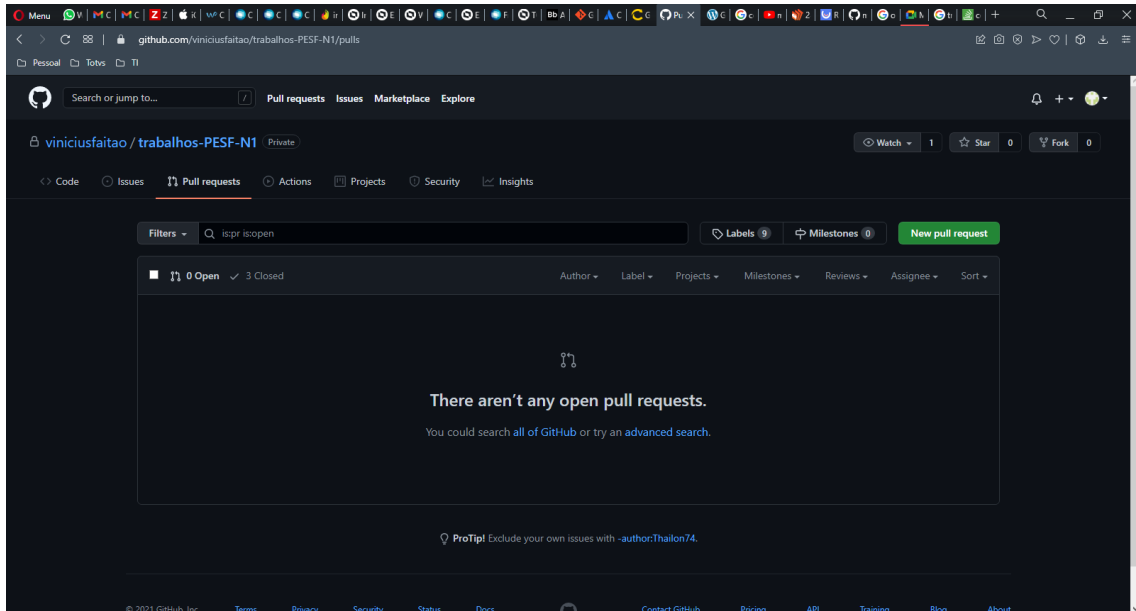 Menu
github.com/viniciusfaitao/trabalhos-PESF-N1/pulls
Pessoal Totvs TI
Search or jump to... / Pull requests Issues Marketplace Explore
viniciusfaitao / trabalhos-PESF-N1 Private
Watch 1 Star 0 Fork 0
Code Issues Pull requests Actions Projects Security Insights
Filters is:pr is:open Labels 9 Milestones 0 New pull request
0 Open 3 Closed Author Label Projects Milestones Reviews Assignee Sort
There aren’t any open pull requests.
You could search all of GitHub or try an advanced search.
ProTip! Exclude your own issues with -author:Thailon74.
© 2021 GitHub, Inc. Terms Privacy Security Status Docs Contact GitHub Pricing API Training Blog About